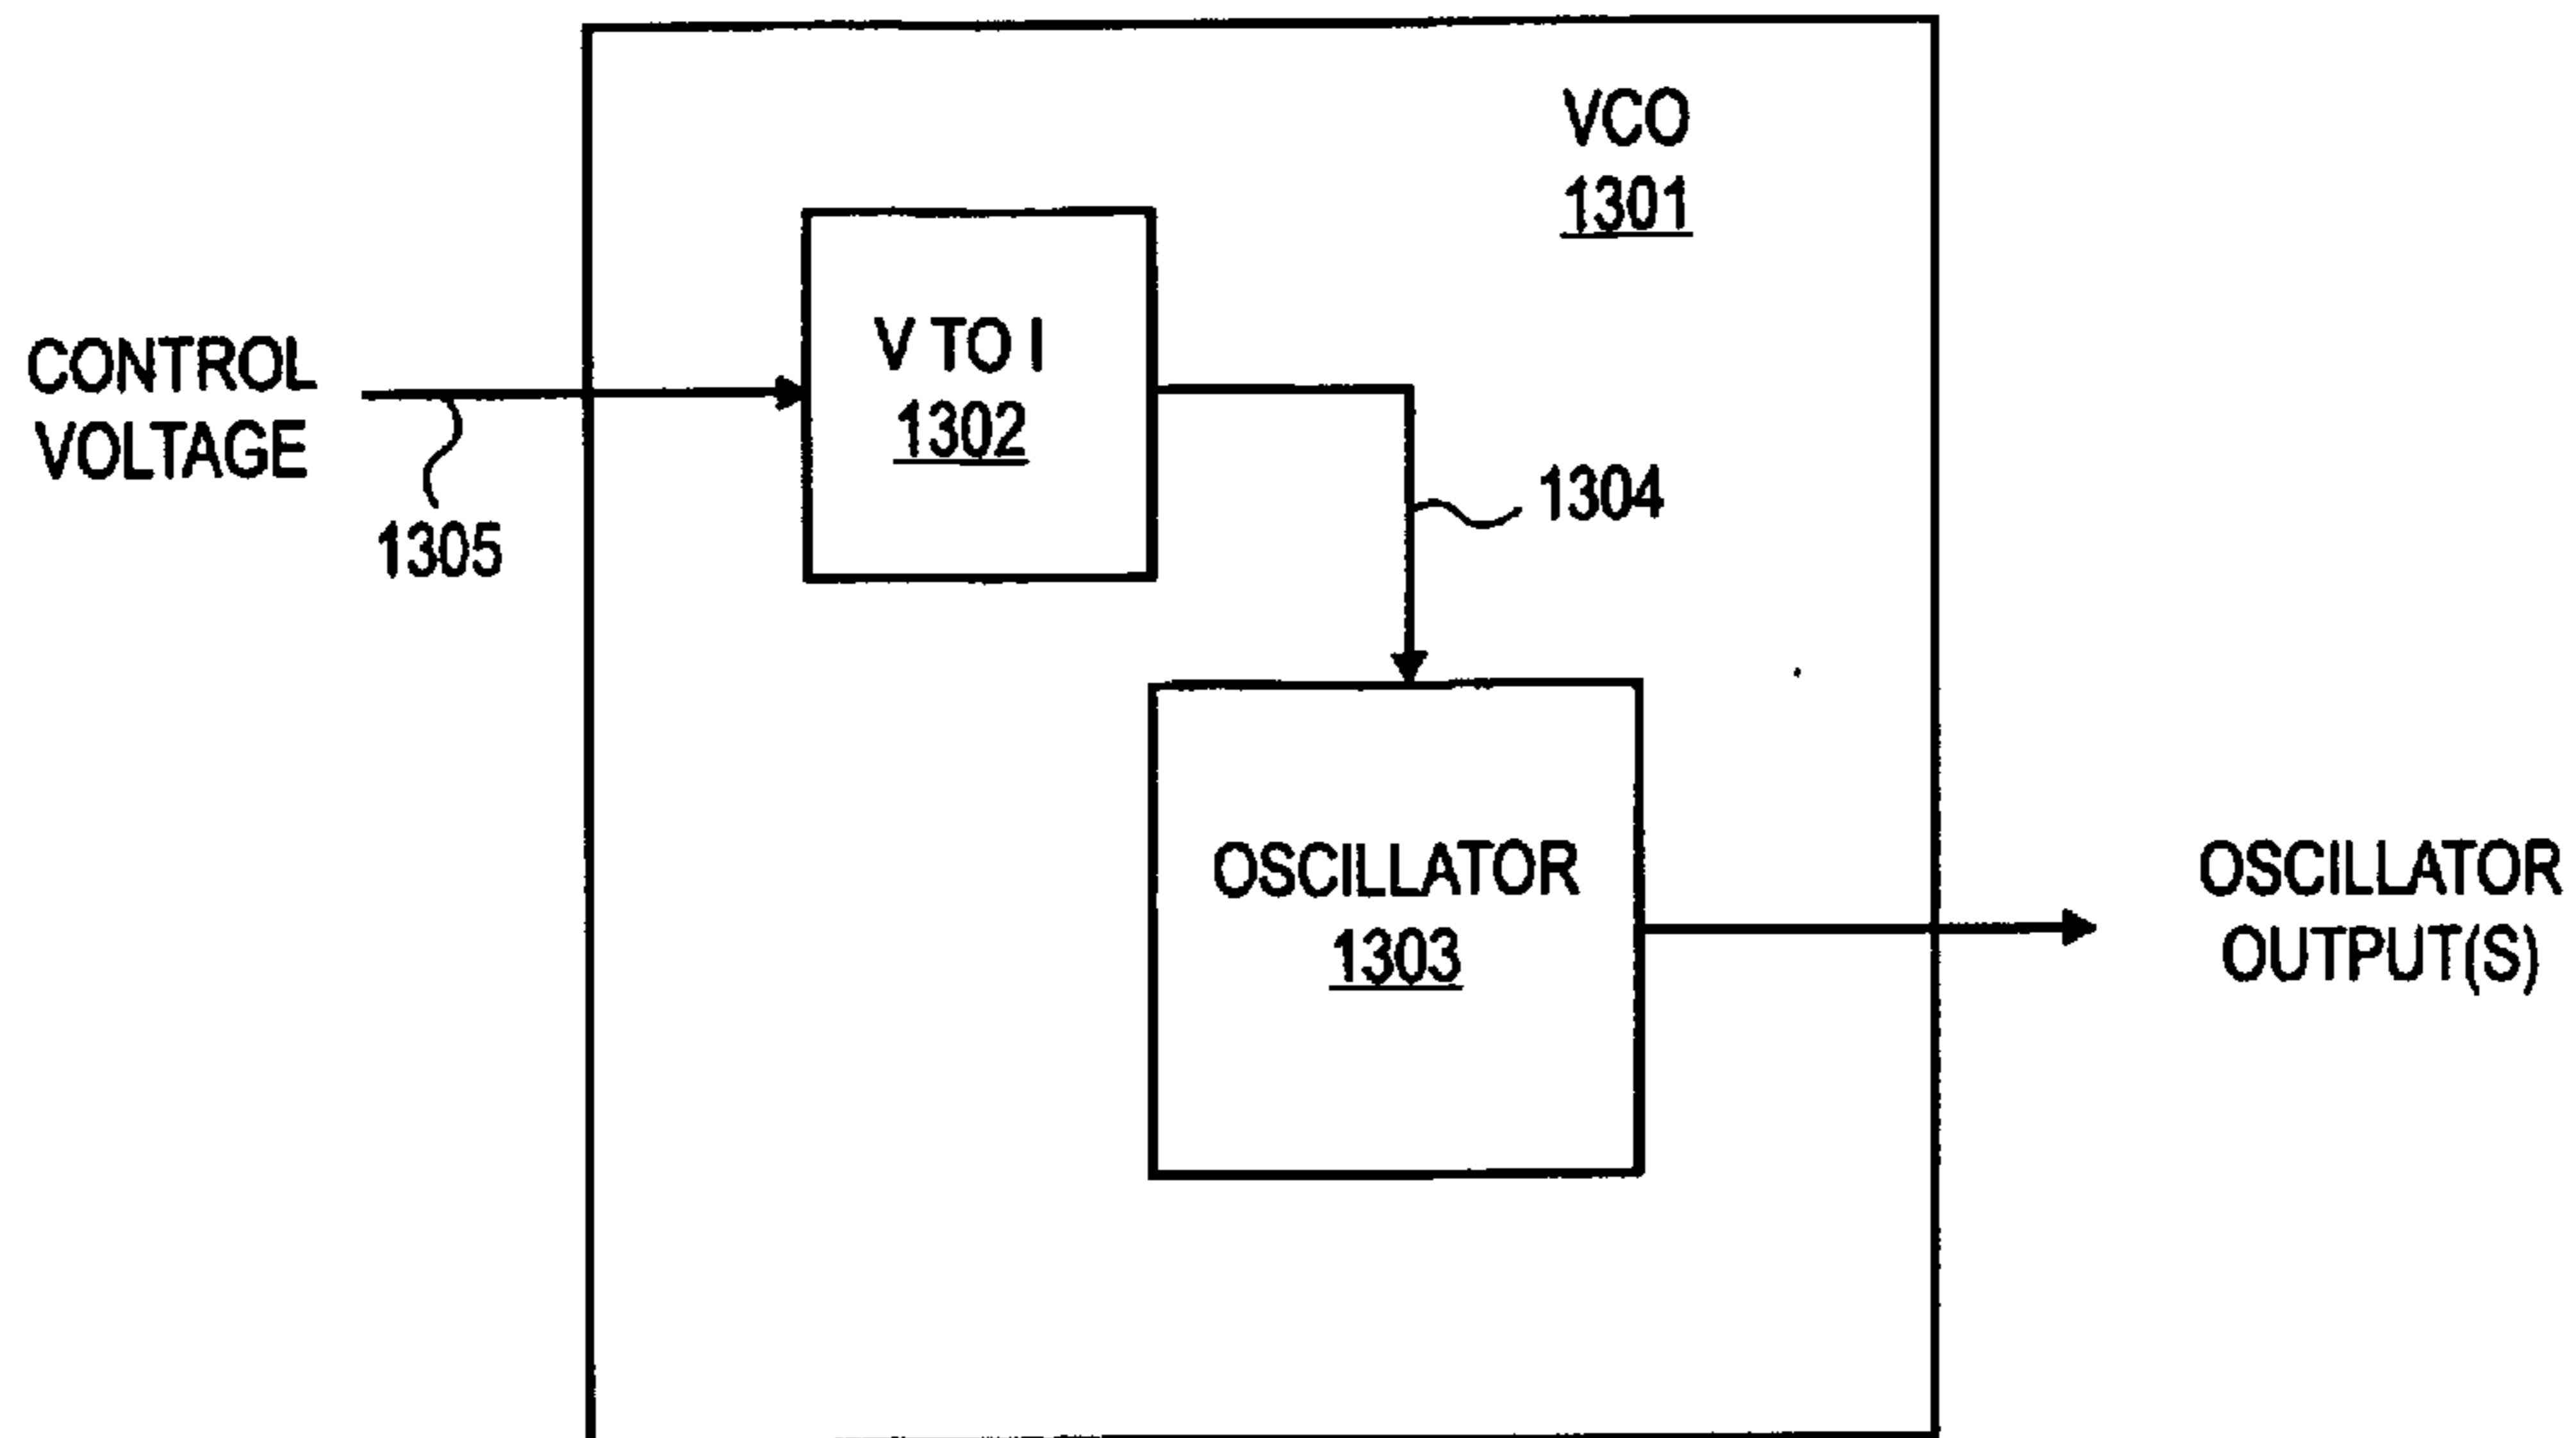 VCO
1301
V TO I
1302
CONTROL
VOLTAGE
1305
1304
OSCILLATOR
1303
OSCILLATOR
OUTPUT(S)